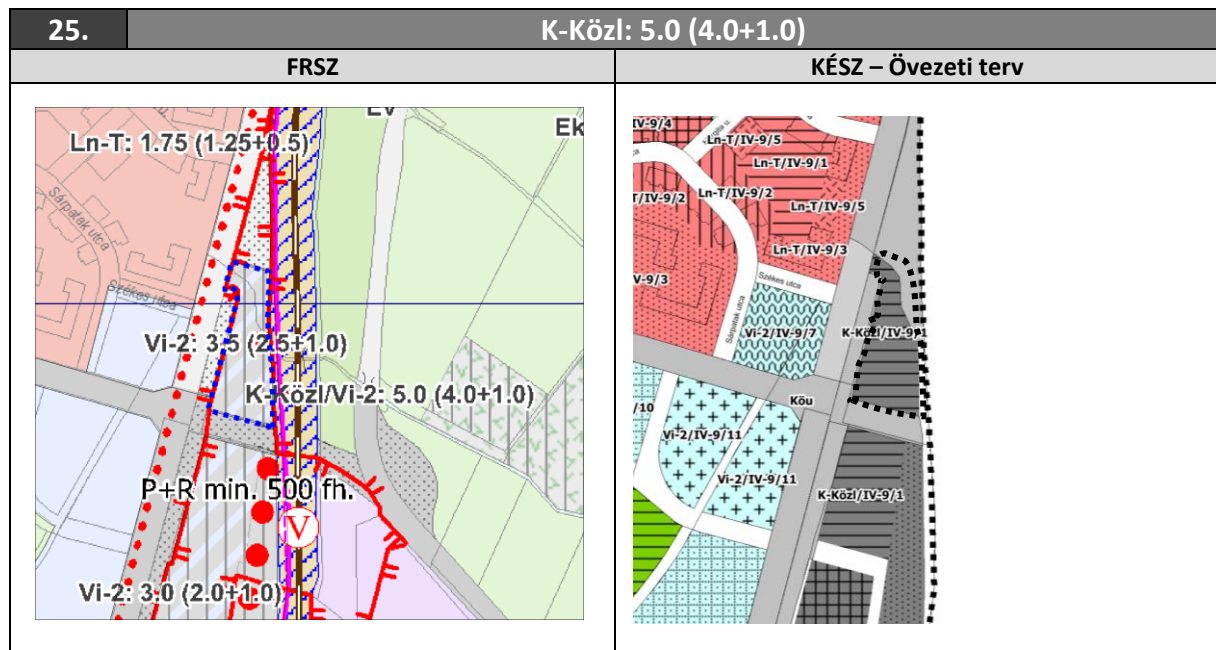 25.
K-Közl: 5.0 (4.0+1.0)
FRSZ
KÉSZ – Övezeti terv
Ev
Ek
Ln-T: 1.75 (1.25+0.5)
Sárpatak utca
Székes utca
Vi-2: 3.5 (2.5+1.0)
K-Közl/Vi-2: 5.0 (4.0+1.0)
P+R min. 500 fh.
V
Vi-2: 3.0 (2.0+1.0)
IV-9/4
Ln-T/IV-9/5
Ln-T/IV-9/1
T/IV-9/2
Ln-T/IV-9/2
Ln-T/IV-9/5
Ln-T/IV-9/3
V-9/3
Székes utca
Sárpatak utca
Vi-2/IV-9/7
K-Közl/IV-9/1
Köu
/10
Vi-2/IV-9/11
Vi-2/IV-9/11
K-Közl/IV-9/1